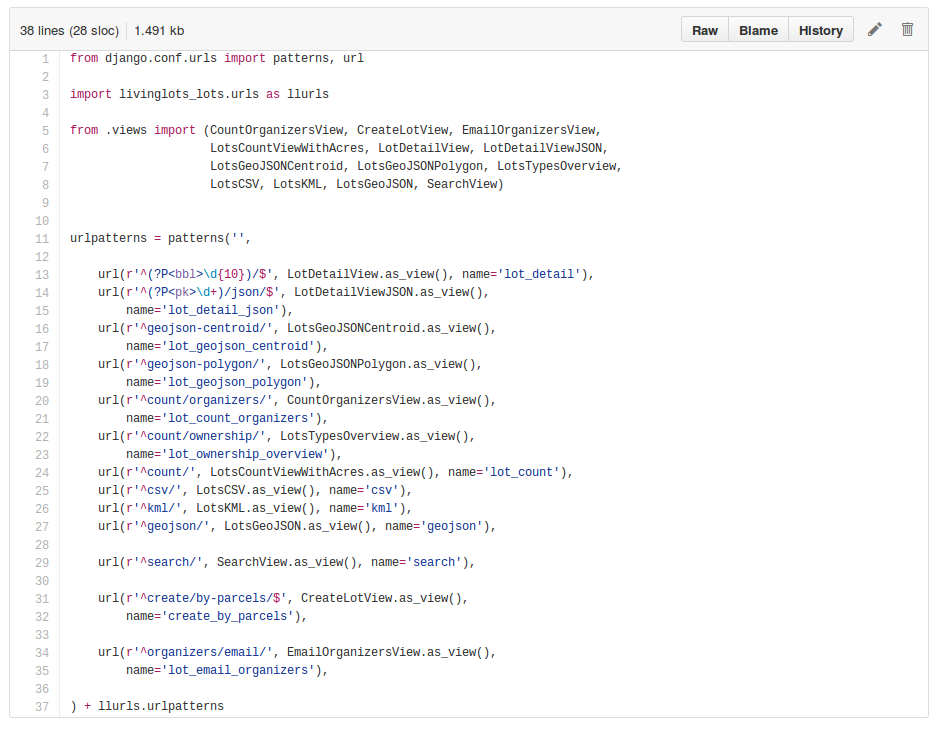 38 lines (28 sloc) 1.491 kb Raw Blame History
1 from django.conf.urls import patterns, url
2
3 import livinglots_lots.urls as llurls
4
5 from .views import (CountOrganizersView, CreateLotView, EmailOrganizersView,
6                     LotsCountViewWithAcres, LotDetailView, LotDetailViewJSON,
7                     LotsGeoJSONCentroid, LotsGeoJSONPolygon, LotsTypesOverview,
8                     LotsCSV, LotsKML, LotsGeoJSON, SearchView)
9
10
11 urlpatterns = patterns('',
12
13     url(r'^(?P<bbl>\d{10})/$', LotDetailView.as_view(), name='lot_detail'),
14     url(r'^(?P<pk>\d+)/json/$', LotDetailViewJSON.as_view(),
15         name='lot_detail_json'),
16     url(r'^geojson-centroid/', LotsGeoJSONCentroid.as_view(),
17         name='lot_geojson_centroid'),
18     url(r'^geojson-polygon/', LotsGeoJSONPolygon.as_view(),
19         name='lot_geojson_polygon'),
20     url(r'^count/organizers/', CountOrganizersView.as_view(),
21         name='lot_count_organizers'),
22     url(r'^count/ownership/', LotsTypesOverview.as_view(),
23         name='lot_ownership_overview'),
24     url(r'^count/', LotsCountViewWithAcres.as_view(), name='lot_count'),
25     url(r'^csv/', LotsCSV.as_view(), name='csv'),
26     url(r'^kml/', LotsKML.as_view(), name='kml'),
27     url(r'^geojson/', LotsGeoJSON.as_view(), name='geojson'),
28
29     url(r'^search/', SearchView.as_view(), name='search'),
30
31     url(r'^create/by-parcels/$', CreateLotView.as_view(),
32         name='create_by_parcels'),
33
34     url(r'^organizers/email/', EmailOrganizersView.as_view(),
35         name='lot_email_organizers'),
36
37 ) + llurls.urlpatterns